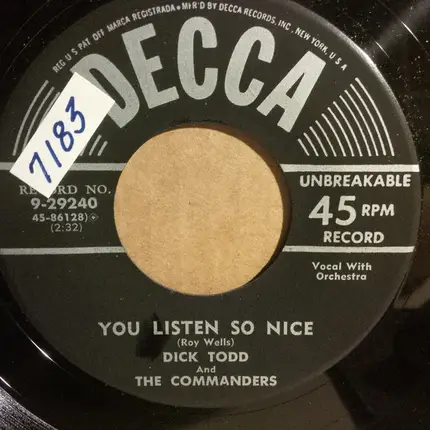 REG U S PAT OFF MARCA REGISTRADA • M'F'R'D BY DECCA RECORDS, INC., NEW YORK, U S A
DECCA
7183
RECORD NO.
9-29240
45-86128)
(2:32)
UNBREAKABLE
45 RPM
RECORD
Vocal With
Orchestra
YOU LISTEN SO NICE
(Roy Wells)
DICK TODD
And
THE COMMANDERS